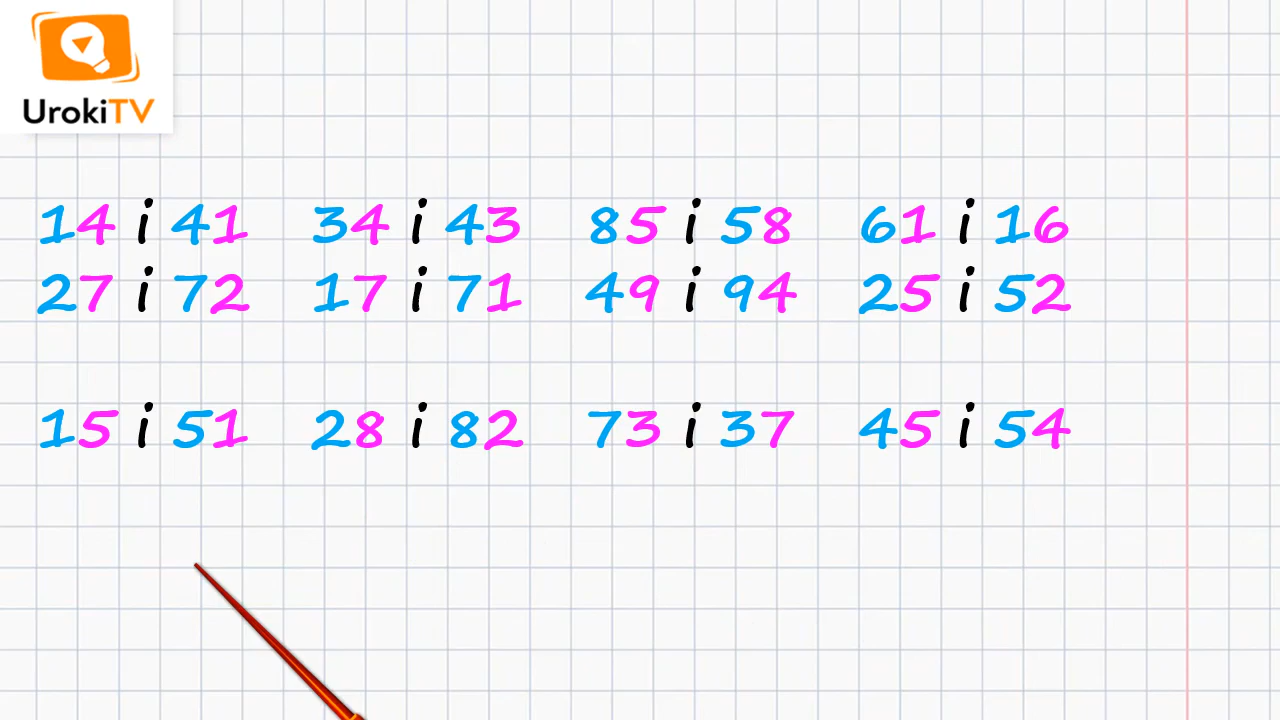 UrokiTV
14 і 41 34 і 43 85 і 58 61 і 16
27 і 72 17 і 71 49 і 94 25 і 52
15 і 51 28 і 82 73 і 37 45 і 54